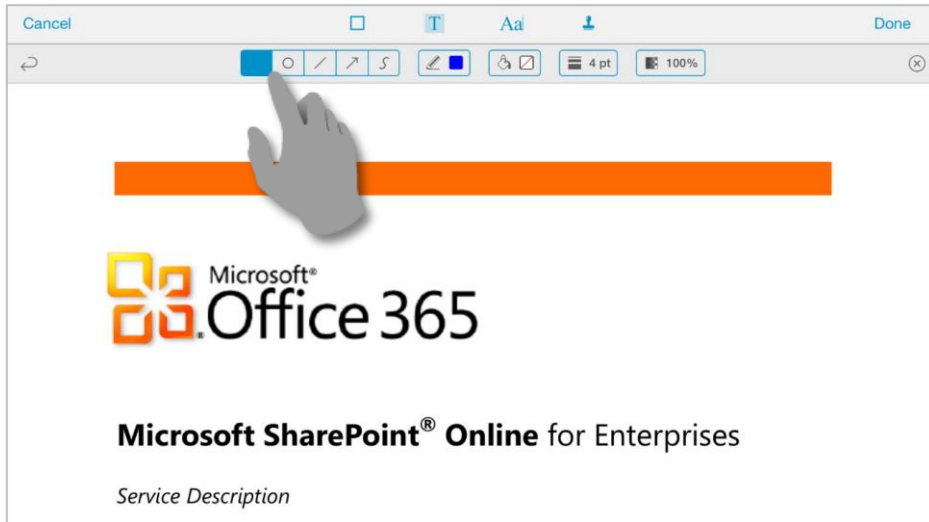 Cancel T Aa Done
4 pt 100%
Microsoft®
Office 365
Microsoft SharePoint® Online for Enterprises
Service Description